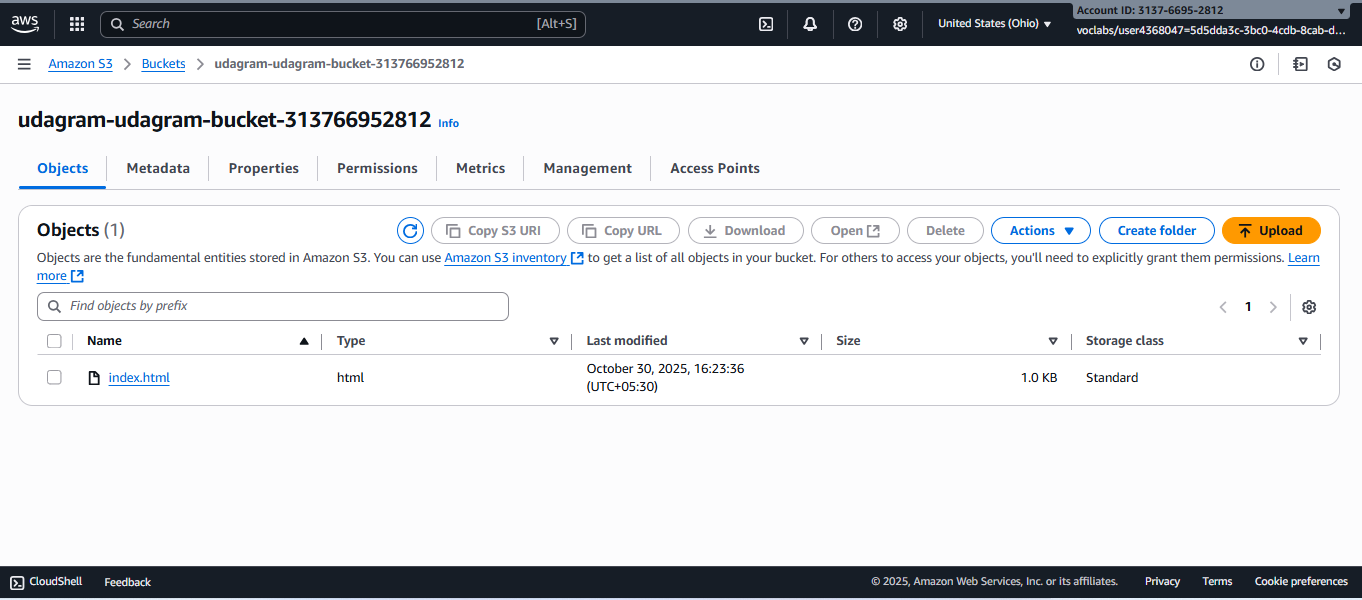 aws
Search [Alt+S]
United States (Ohio)
Account ID: 3137-6695-2812
voclabs/user4368047=5d5dda3c-3bc0-4cdb-8cab-d...
Amazon S3 > Buckets > udagram-udagram-bucket-313766952812
udagram-udagram-bucket-313766952812 Info
Objects Metadata Properties Permissions Metrics Management Access Points
Objects (1) Copy S3 URI Copy URL Download Open Delete Actions Create folder Upload
Objects are the fundamental entities stored in Amazon S3. You can use Amazon S3 inventory to get a list of all objects in your bucket. For others to access your objects, you'll need to explicitly grant them permissions. Learn
more
Find objects by prefix
1
Name Type Last modified Size Storage class
index.html html October 30, 2025, 16:23:36
(UTC+05:30) 1.0 KB Standard
CloudShell Feedback © 2025, Amazon Web Services, Inc. or its affiliates. Privacy Terms Cookie preferences